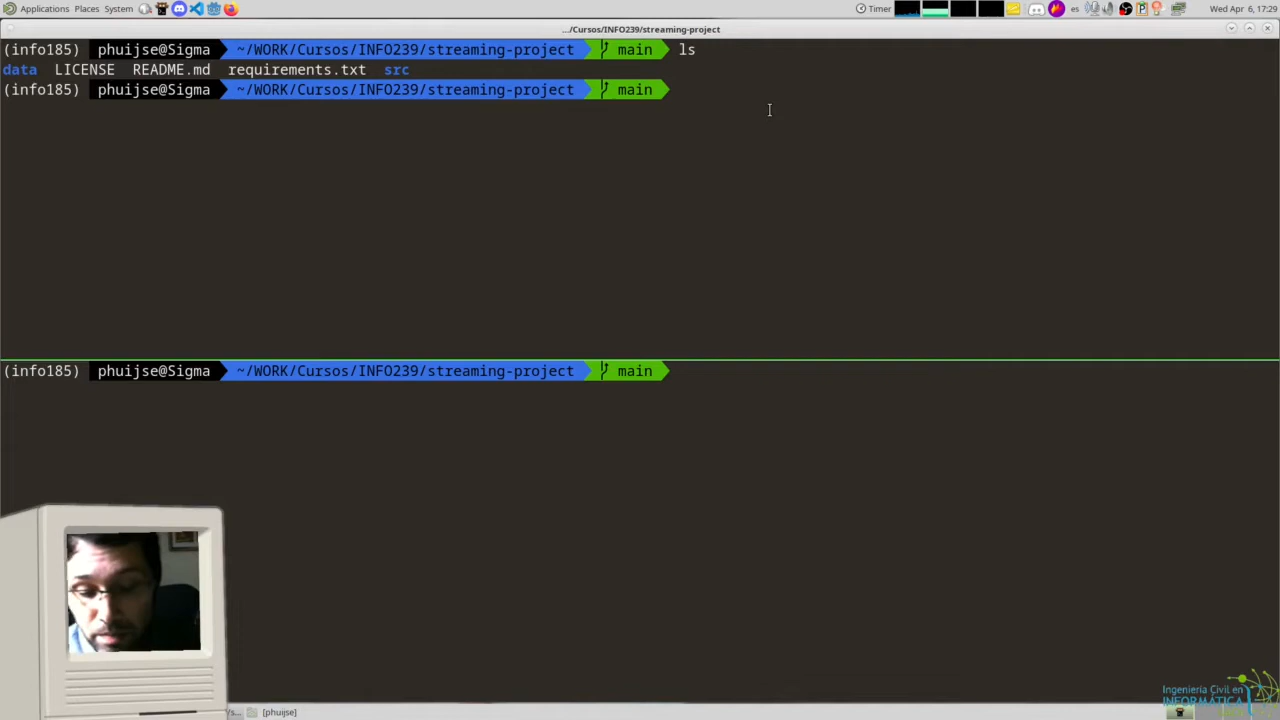 Applications Places System Timer es Wed Apr 6, 17:29
.../Cursos/INFO239/streaming-project
(info185) phuijse@Sigma ~/WORK/Cursos/INFO239/streaming-project main ls
data LICENSE README.md requirements.txt src
(info185) phuijse@Sigma ~/WORK/Cursos/INFO239/streaming-project main
(info185) phuijse@Sigma ~/WORK/Cursos/INFO239/streaming-project main
Ingeniería Civil en
INFORMÁTICA
[phuijse]